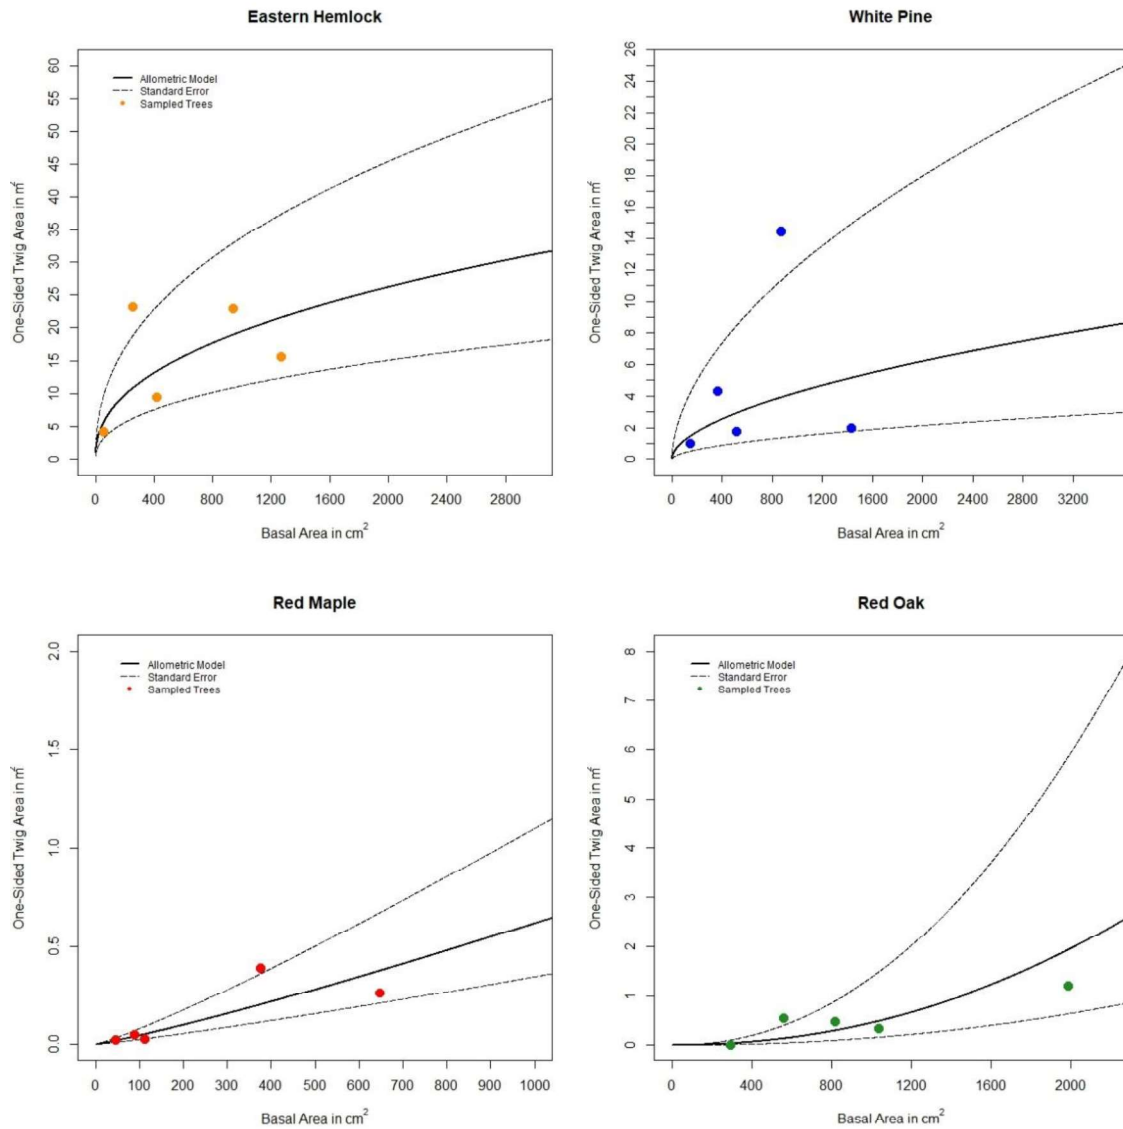 Eastern Hemlock
One-Sided Twig Area in m²
60
55
50
45
40
35
30
25
20
15
10
5
0
Allometric Model
Standard Error
Sampled Trees
0 400 800 1200 1600 2000 2400 2800
Basal Area in cm²
White Pine
One-Sided Twig Area in m²
26
24
22
20
18
16
14
12
10
8
6
4
2
0
0 400 800 1200 1600 2000 2400 2800 3200
Basal Area in cm²
Red Maple
One-Sided Twig Area in m²
2.0
1.5
1.0
0.5
0.0
Allometric Model
Standard Error
Sampled Trees
0 100 200 300 400 500 600 700 800 900 1000
Basal Area in cm²
Red Oak
One-Sided Twig Area in m²
8
7
6
5
4
3
2
1
0
Allometric Model
Standard Error
Sampled Trees
0 400 800 1200 1600 2000
Basal Area in cm²